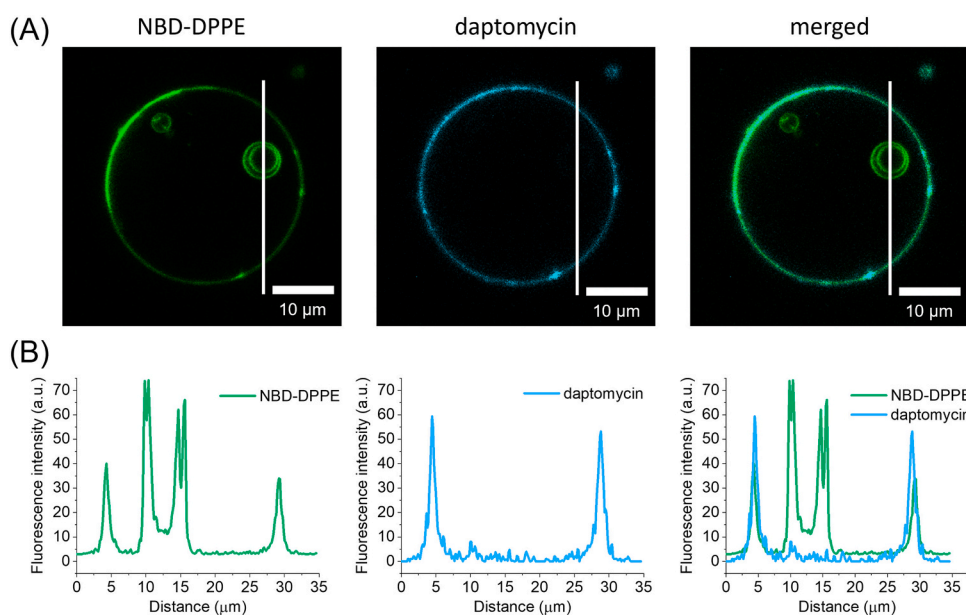 (A)
NBD-DPPE
daptomycin
merged
10 µm
10 µm
10 µm
(B)
Fluorescence intensity (a.u.)
70
60
50
40
30
20
10
0
NBD-DPPE
0 5 10 15 20 25 30 35
Distance (µm)
Fluorescence intensity (a.u.)
70
60
50
40
30
20
10
0
daptomycin
0 5 10 15 20 25 30 35
Distance (µm)
Fluorescence intensity (a.u.)
70
60
50
40
30
20
10
0
NBD-DPPE
daptomycin
0 5 10 15 20 25 30 35
Distance (µm)